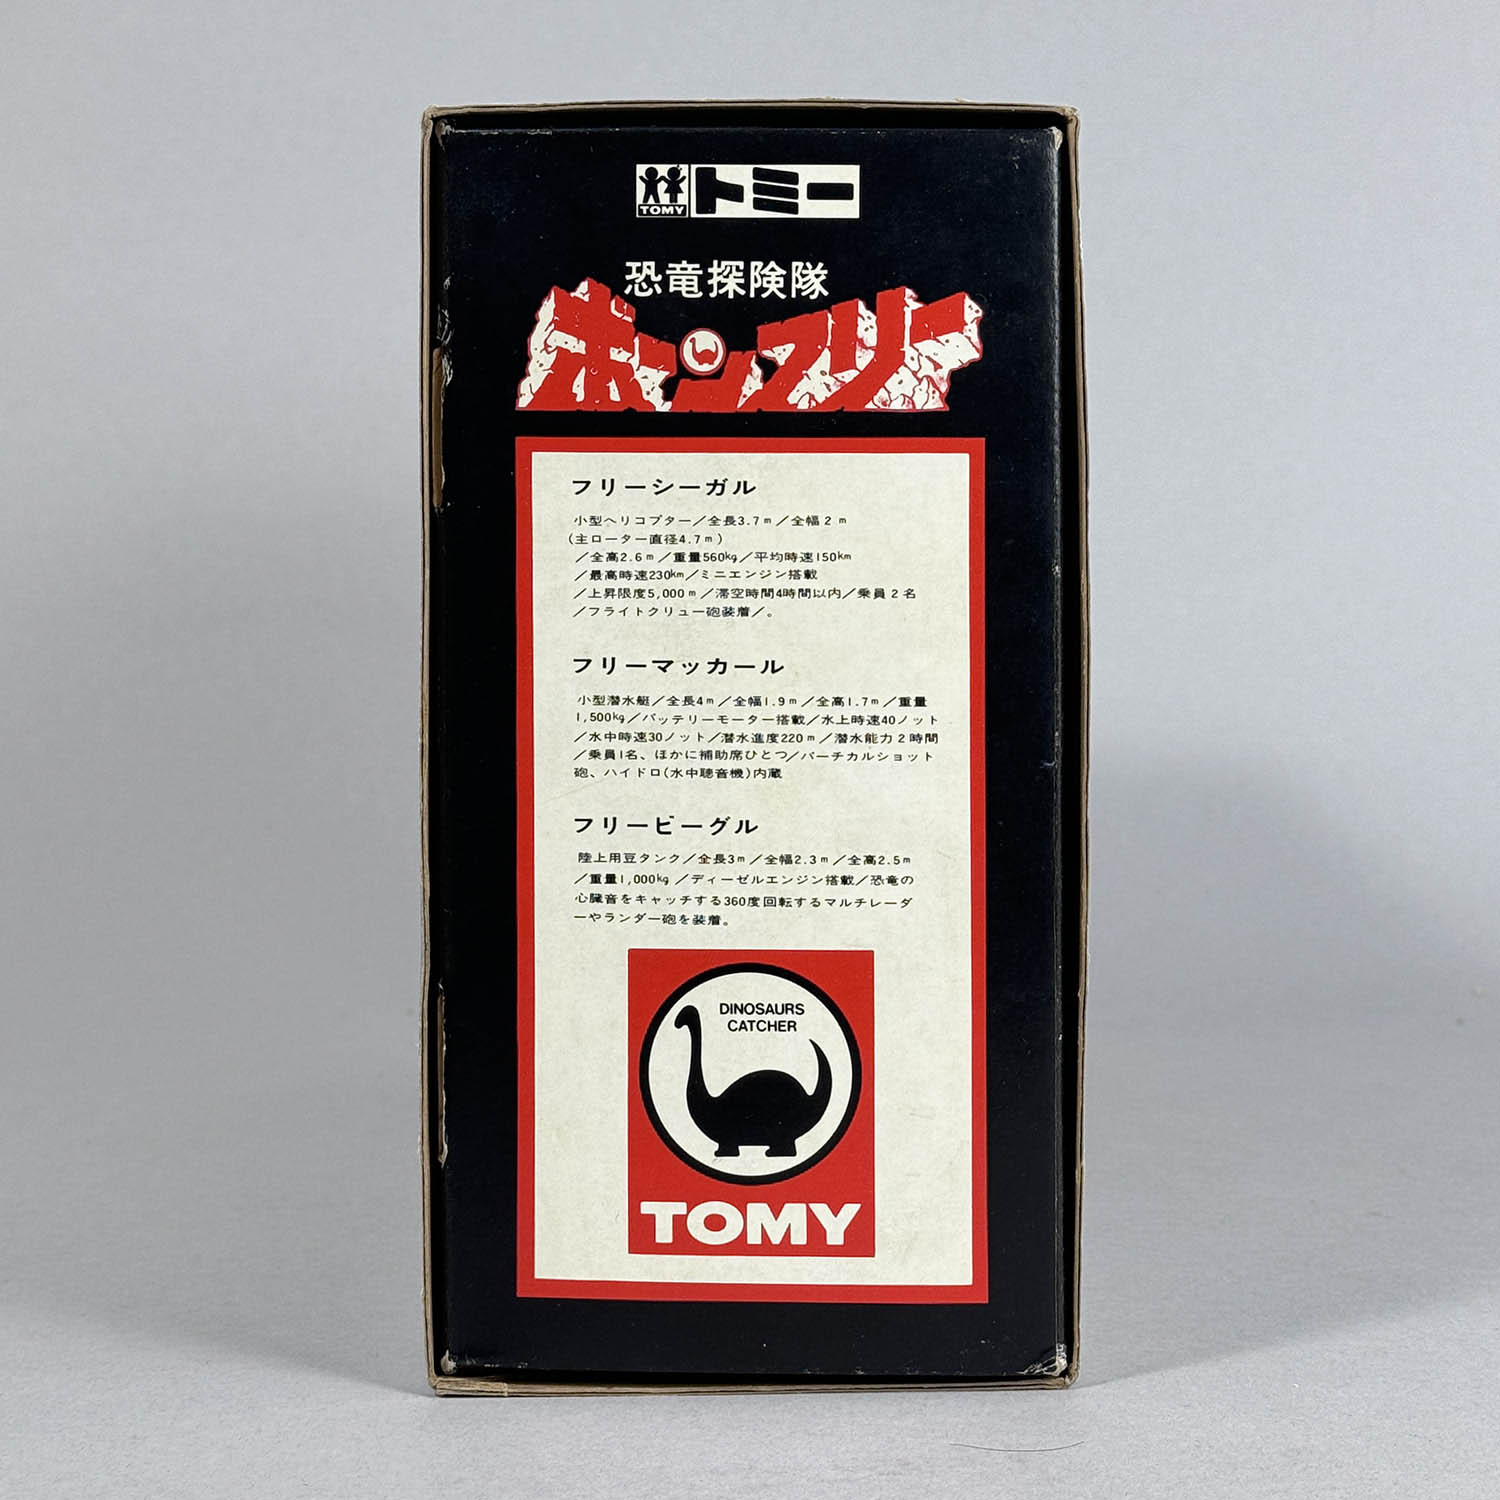 TOMY トミー
恐竜探険隊
ボーンフリー
フリーシーガル
小型ヘリコプター／全長3.7m／全幅2m
(主ローター直径4.7m)
／全高2.6m／重量560kg／平均時速150km
／最高時速230km／ミニエンジン搭載
／上昇限度5,000m／滞空時間4時間以内／乗員2名
／フライトクリュー砲装着／。
フリーマッカール
小型潜水艇／全長4m／全幅1.9m／全高1.7m／重量
1,500kg／バッテリーモーター搭載／水上時速40ノット
／水中時速30ノット／潜水進度220m／潜水能力2時間
／乗員1名、ほかに補助席ひとつ／バーチカルショット
砲、ハイドロ(水中聴音機)内蔵
フリービーグル
陸上用豆タンク／全長3m／全幅2.3m／全高2.5m
／重量1,000kg／ディーゼルエンジン搭載／恐竜の
心臓音をキャッチする360度回転するマルチレーダ
ーやランダー砲を装着。
DINOSAURS
CATCHER
TOMY